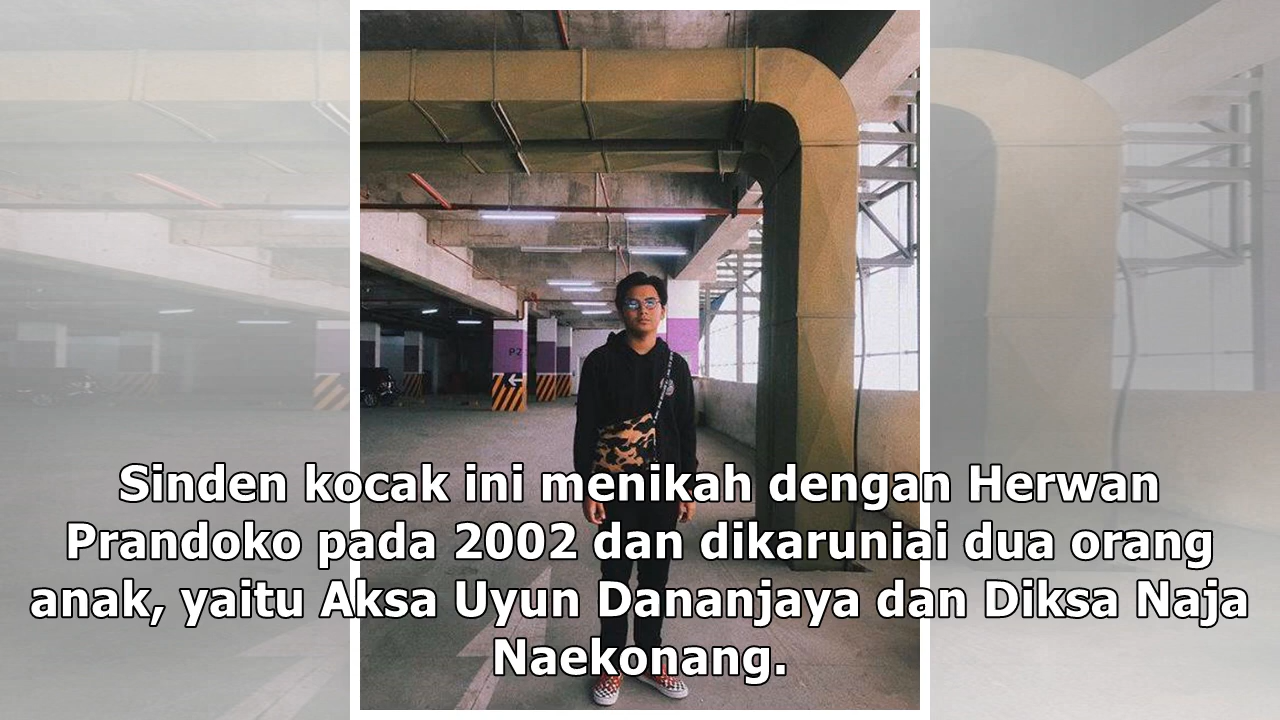 P2
Sinden kocak ini menikah dengan Herwan
Prandoko pada 2002 dan dikaruniai dua orang
anak, yaitu Aksa Uyun Dananjaya dan Diksa Naja
Naekonang.